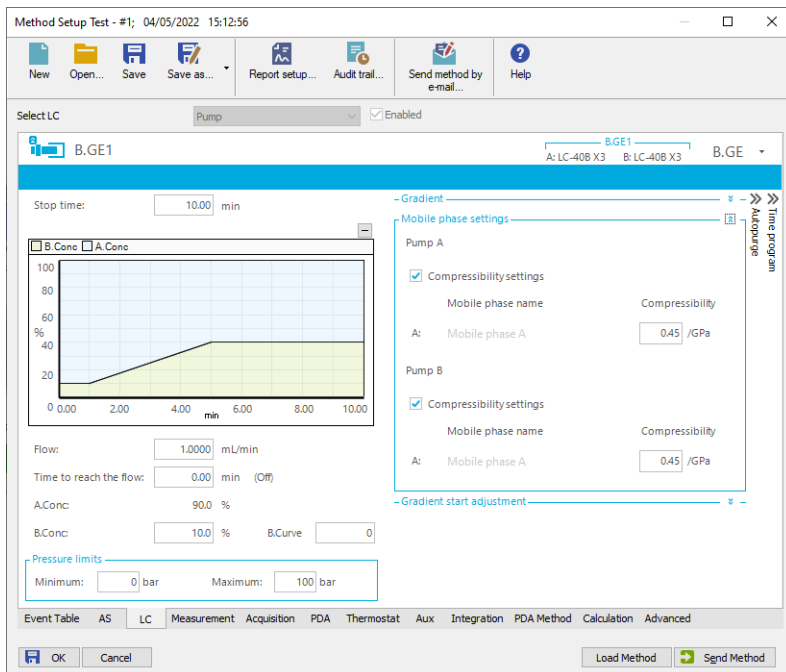 Method Setup Test - #1; 04/05/2022 15:12:56
New Open... Save Save as... Report setup... Audit trail... Send method by e-mail... Help
Select LC Pump Enabled
2 B.GE1
B.GE1
A: LC-40B X3 B: LC-40B X3
B.GE
Stop time: 10.00 min
B.Conc A.Conc
100
80
60
%
40
20
0 0.00 2.00 4.00 min 6.00 8.00 10.00
Flow: 1.0000 mL/min
Time to reach the flow: 0.00 min (Off)
A.Conc: 90.0 %
B.Conc: 10.0 % B.Curve 0
Pressure limits
Minimum: 0 bar Maximum: 100 bar
Gradient
Mobile phase settings
Pump A
Compressibility settings
Mobile phase name Compressibility
A: Mobile phase A 0.45 /GPa
Pump B
Compressibility settings
Mobile phase name Compressibility
A: Mobile phase A 0.45 /GPa
Gradient start adjustment
Autopurge
Time program
Event Table AS LC Measurement Acquisition PDA Thermostat Aux Integration PDA Method Calculation Advanced
OK Cancel Load Method Send Method